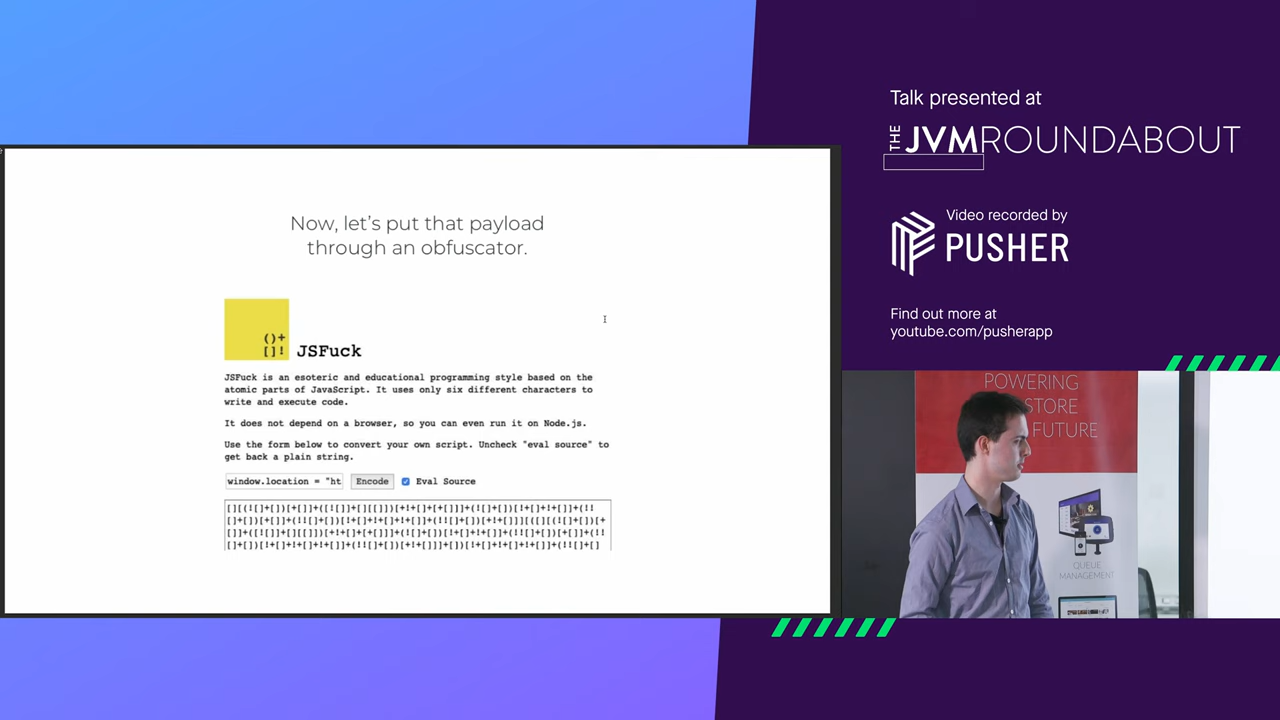 Now, let's put that payload
through an obfuscator.
()+
[]!
JSFuck
JSFuck is an esoteric and educational programming style based on the
atomic parts of JavaScript. It uses only six different characters to
write and execute code.
It does not depend on a browser, so you can even run it on Node.js.
Use the form below to convert your own script. Uncheck "eval source" to
get back a plain string.
window.location = "ht
Encode
Eval Source
Talk presented at
THE JVMROUNDABOUT
Video recorded by
PUSHER
Find out more at
youtube.com/pusherapp
POWERING
STORE
FUTURE
QUEUE
MANAGEMENT